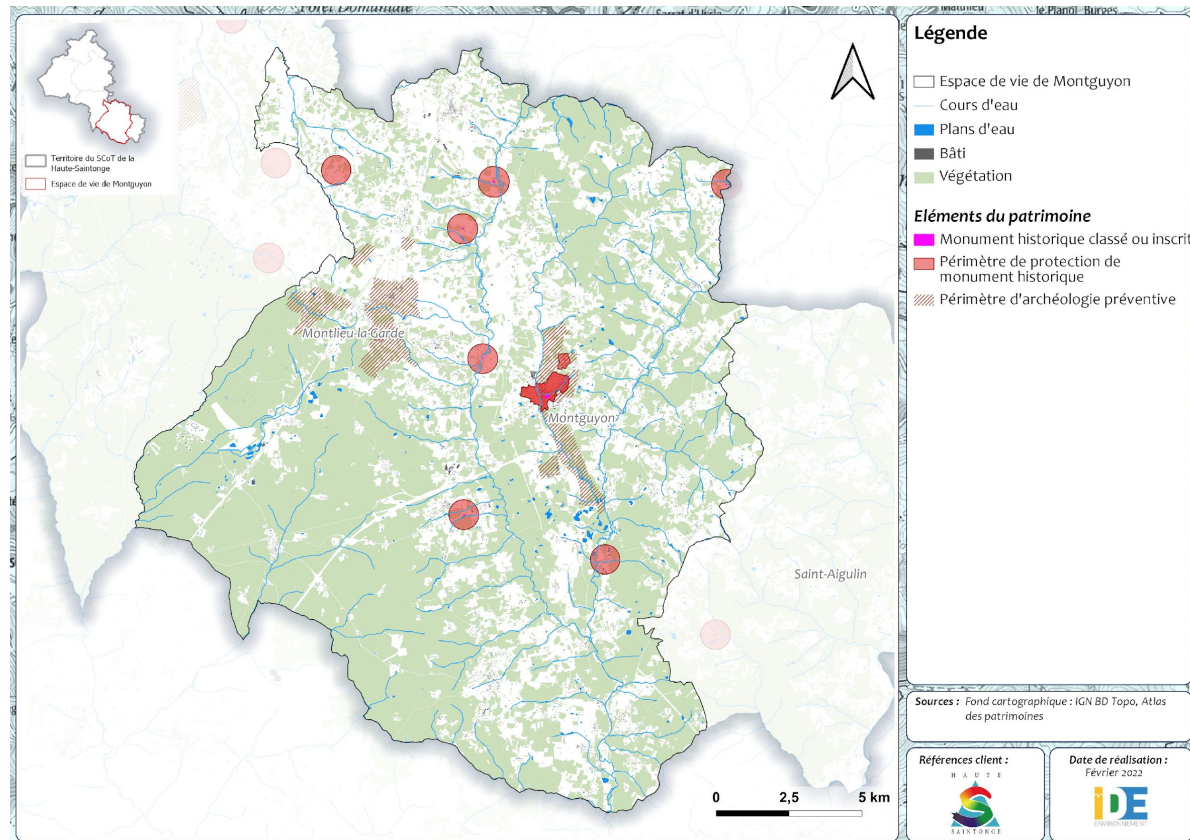 Forêt Domaniale
Légende
Espace de vie de Montguyon
Cours d'eau
Plans d'eau
Bâti
Végétation
Eléments du patrimoine
Monument historique classé ou inscrit
Périmètre de protection de
monument historique
Périmètre d'archéologie préventive
Territoire du SCoT de la
Haute-Saintonge
Espace de vie de Montguyon
Montlieu-la-Garde
Montguyon
Saint-Aigulin
0 2,5 5 km
Sources : Fond cartographique : IGN BD Topo, Atlas
des patrimoines
Références client :
HAUTE
SAINTONGE
Date de réalisation :
Février 2022
IDE
ENVIRONNEMENT